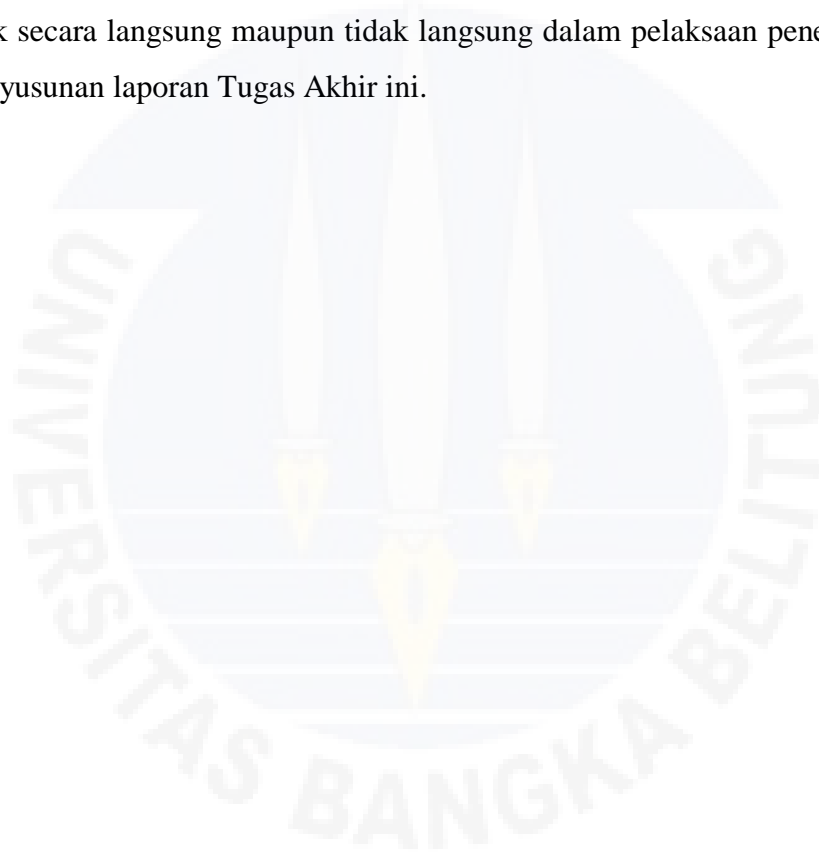 k secara langsung maupun tidak langsung dalam pelaksaan pene
yusunan laporan Tugas Akhir ini.
UNIVERSITAS BANGKA BELITUNG